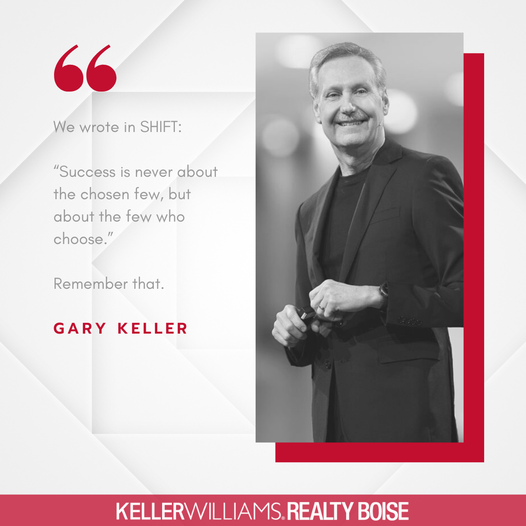 We wrote in SHIFT:
“Success is never about
the chosen few, but
about the few who
choose.”
Remember that.
GARY KELLER
KELLERWILLIAMS. REALTY BOISE